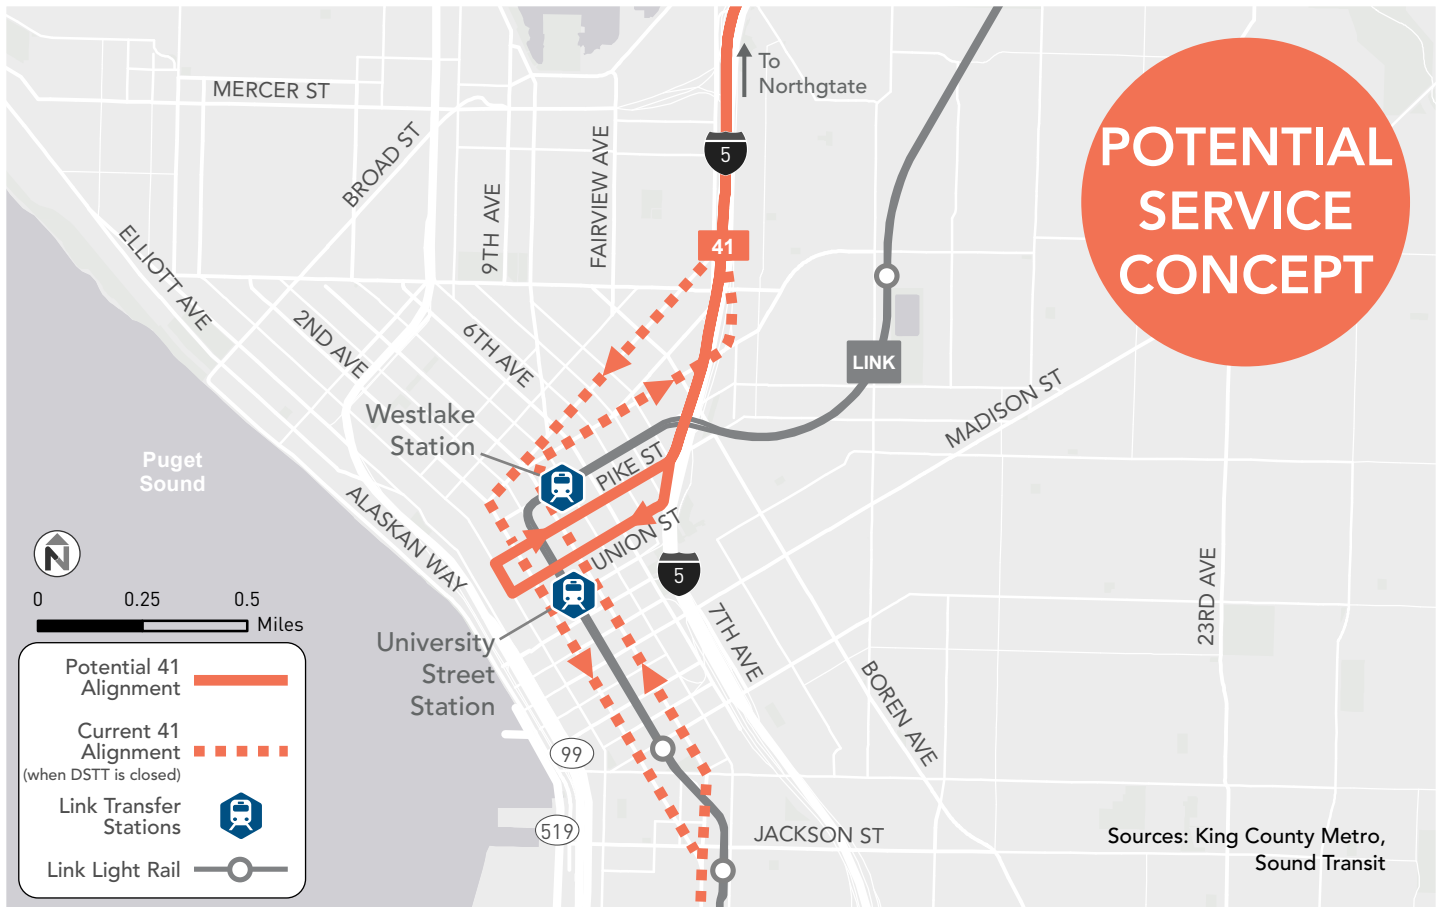 To
Northgtate
MERCER ST
BROAD ST
9TH AVE
FAIRVIEW AVE
5
41
POTENTIAL
SERVICE
CONCEPT
ELLIOTT AVE
2ND AVE
6TH AVE
LINK
MADISON ST
Westlake
Station
Puget
Sound
PIKE ST
ALASKAN WAY
UNION ST
N
5
0 0.25 0.5
Miles
7TH AVE
23RD AVE
University
Street
Station
BOREN AVE
Potential 41
Alignment
Current 41
Alignment
(when DSTT is closed)
Link Transfer
Stations
Link Light Rail
99
519
JACKSON ST
Sources: King County Metro,
Sound Transit